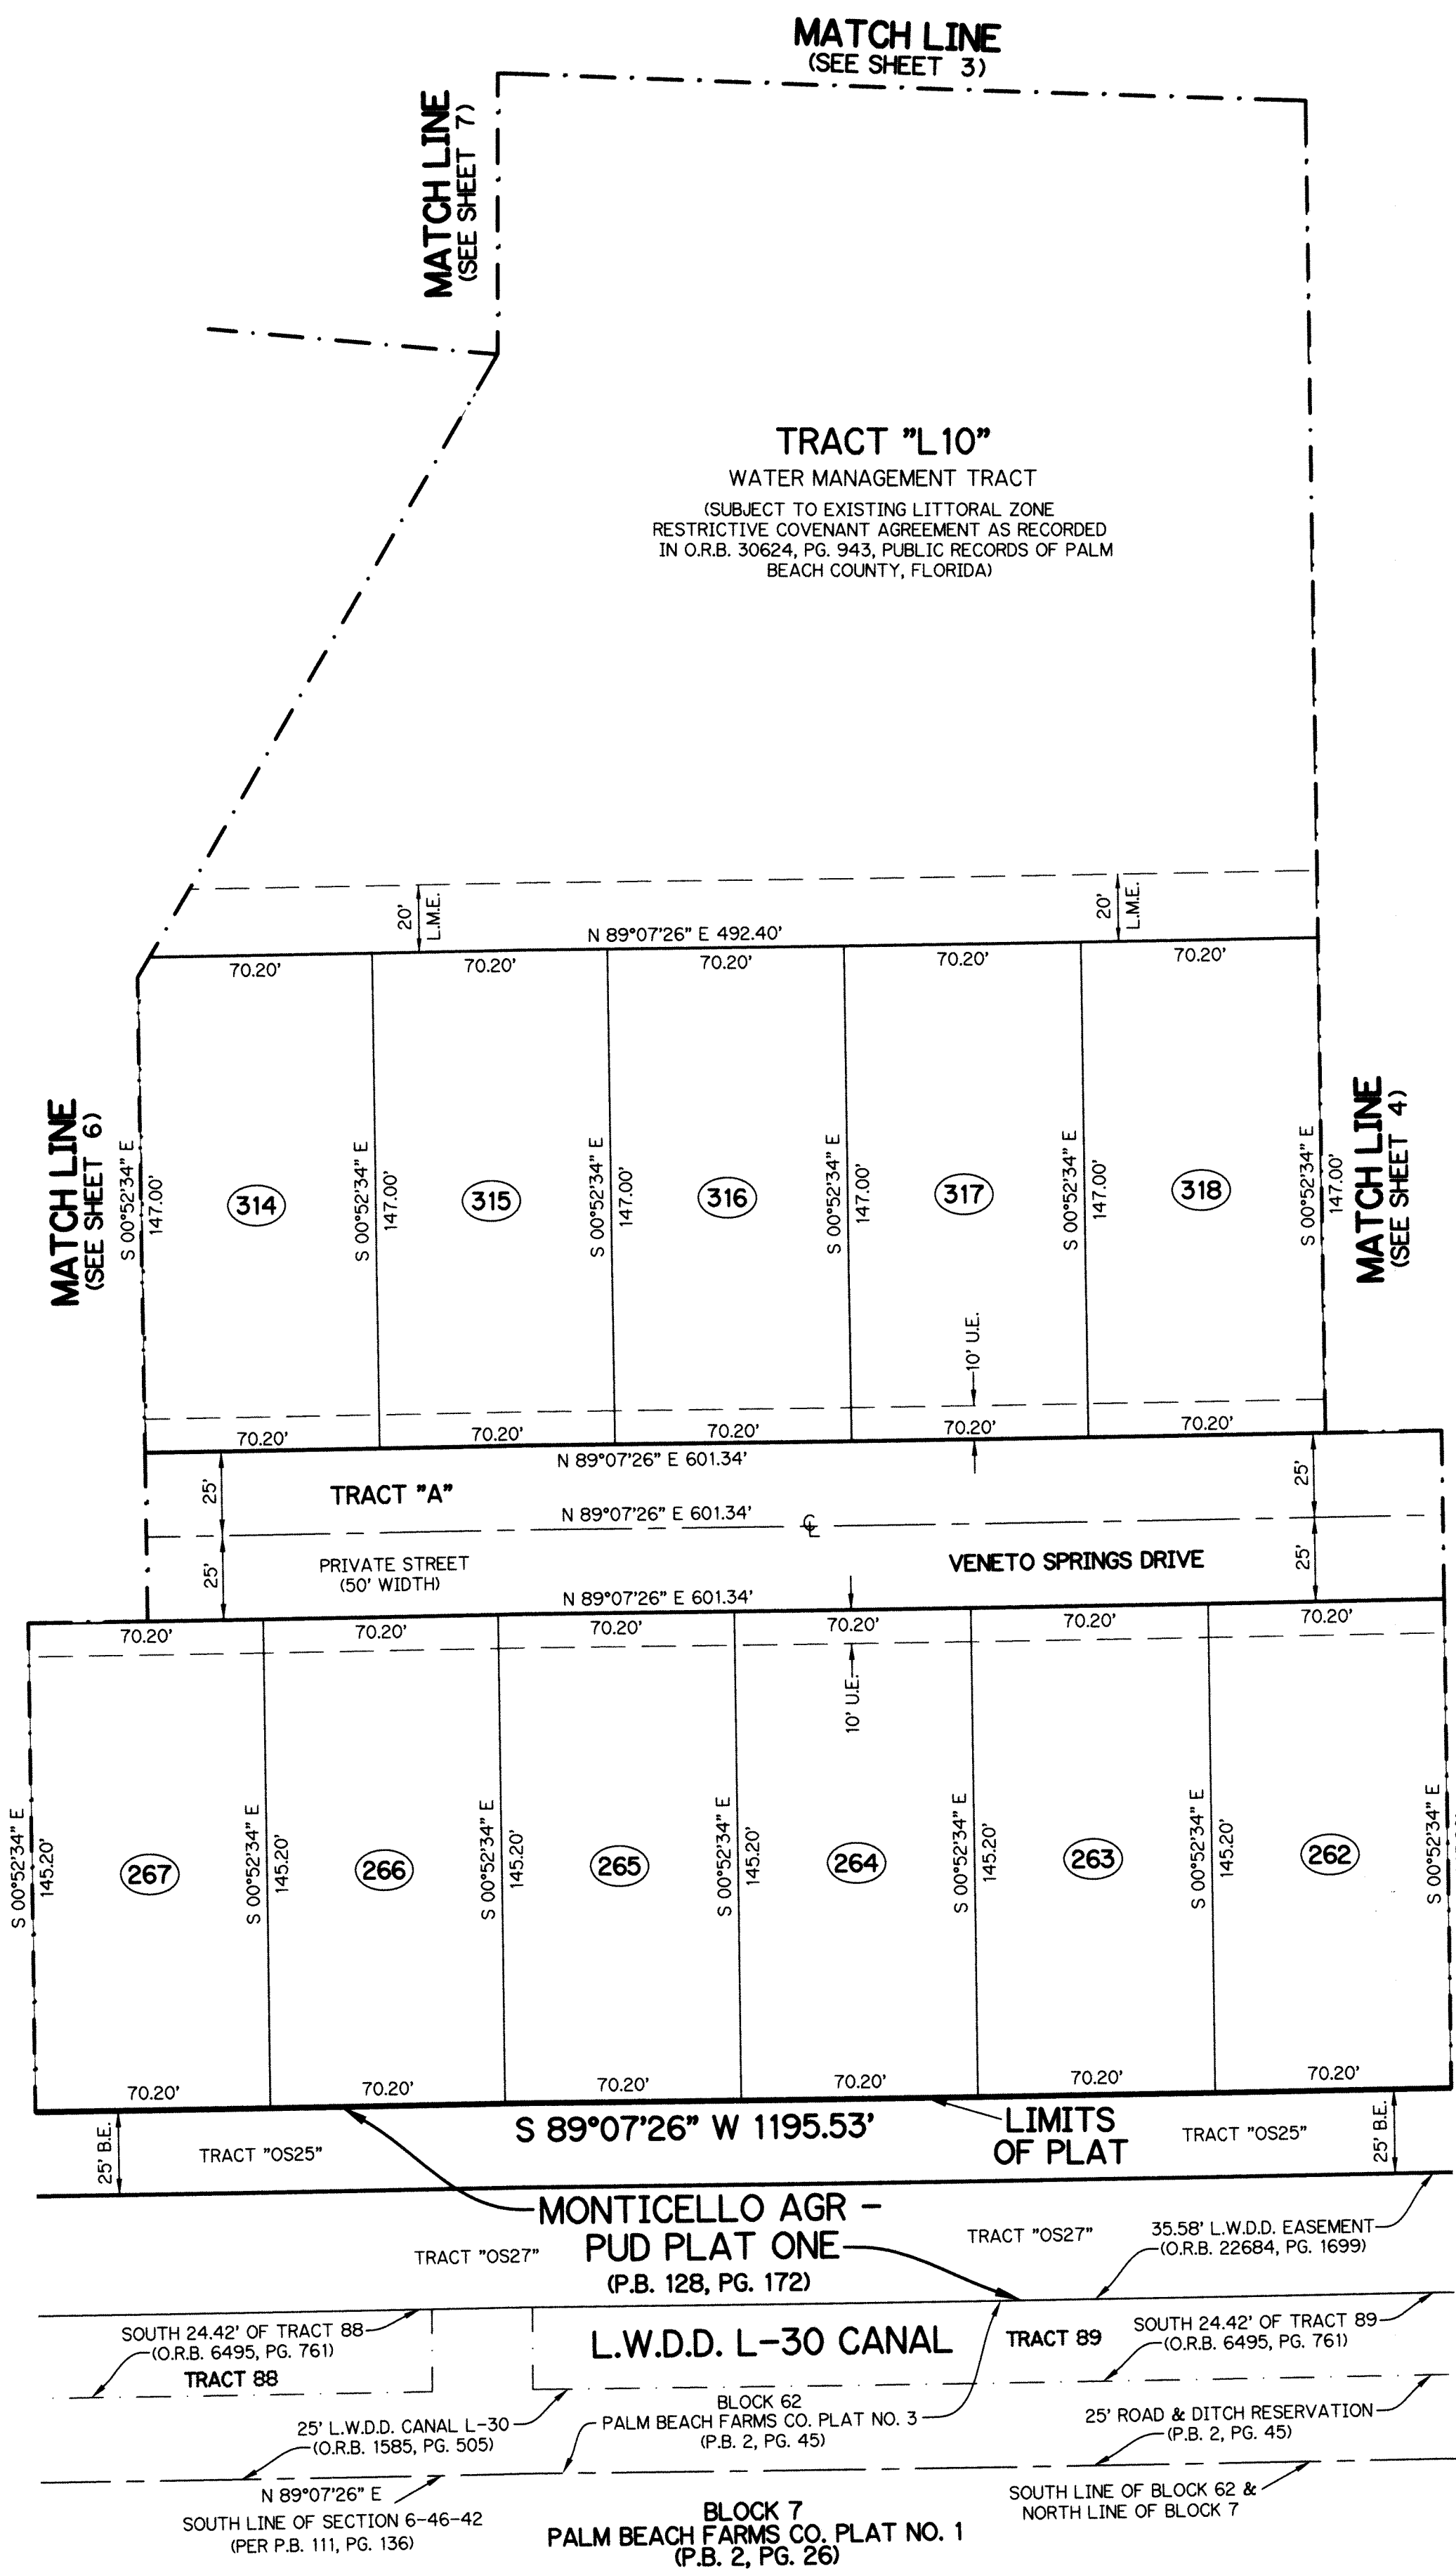 MATCH LINE
(SEE SHEET 3)
MATCH LINE
(SEE SHEET 7)
TRACT "L10"
WATER MANAGEMENT TRACT
(SUBJECT TO EXISTING LITTORAL ZONE
RESTRICTIVE COVENANT AGREEMENT AS RECORDED
IN O.R.B. 30624, PG. 943, PUBLIC RECORDS OF PALM
BEACH COUNTY, FLORIDA)
20'
L.M.E.
20'
L.M.E.
N 89°07'26" E 492.40'
70.20'
70.20'
70.20'
70.20'
70.20'
MATCH LINE
(SEE SHEET 6)
S 00°52'34" E
147.00'
314
S 00°52'34" E
147.00'
315
S 00°52'34" E
147.00'
316
S 00°52'34" E
147.00'
317
S 00°52'34" E
147.00'
318
S 00°52'34" E
147.00'
MATCH LINE
(SEE SHEET 4)
10' U.E.
70.20'
70.20'
70.20'
70.20'
70.20'
N 89°07'26" E 601.34'
25'
TRACT "A"
25'
N 89°07'26" E 601.34'
℄
25'
PRIVATE STREET
(50' WIDTH)
VENETO SPRINGS DRIVE
25'
N 89°07'26" E 601.34'
70.20'
70.20'
70.20'
70.20'
70.20'
70.20'
10' U.E.
S 00°52'34" E
145.20'
267
S 00°52'34" E
145.20'
266
S 00°52'34" E
145.20'
265
S 00°52'34" E
145.20'
264
S 00°52'34" E
145.20'
263
S 00°52'34" E
145.20'
262
S 00°52'34" E
70.20'
70.20'
70.20'
70.20'
70.20'
70.20'
25' B.E.
TRACT "OS25"
S 89°07'26" W 1195.53'
LIMITS
OF PLAT
TRACT "OS25"
25' B.E.
MONTICELLO AGR -
PUD PLAT ONE
(P.B. 128, PG. 172)
TRACT "OS27"
TRACT "OS27"
35.58' L.W.D.D. EASEMENT
(O.R.B. 22684, PG. 1699)
SOUTH 24.42' OF TRACT 88
(O.R.B. 6495, PG. 761)
TRACT 88
L.W.D.D. L-30 CANAL
TRACT 89
SOUTH 24.42' OF TRACT 89
(O.R.B. 6495, PG. 761)
25' L.W.D.D. CANAL L-30
(O.R.B. 1585, PG. 505)
BLOCK 62
PALM BEACH FARMS CO. PLAT NO. 3
(P.B. 2, PG. 45)
25' ROAD & DITCH RESERVATION
(P.B. 2, PG. 45)
N 89°07'26" E
SOUTH LINE OF SECTION 6-46-42
(PER P.B. 111, PG. 136)
SOUTH LINE OF BLOCK 62 &
NORTH LINE OF BLOCK 7
BLOCK 7
PALM BEACH FARMS CO. PLAT NO. 1
(P.B. 2, PG. 26)